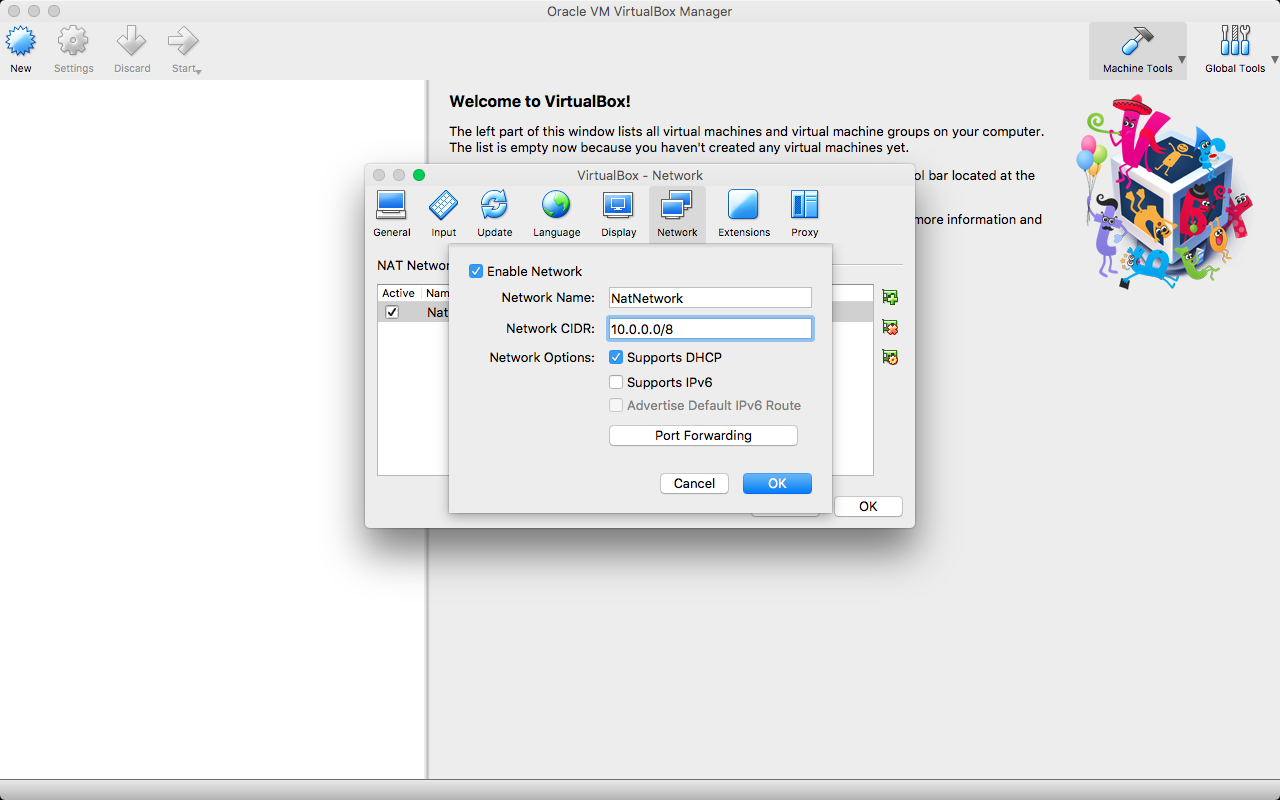 Oracle VM VirtualBox Manager
New
Settings
Discard
Start
Machine Tools
Global Tools
Welcome to VirtualBox!
The left part of this window lists all virtual machines and virtual machine groups on your computer.
The list is empty now because you haven't created any virtual machines yet.
ol bar located at the
more information and
VirtualBox - Network
General
Input
Update
Language
Display
Network
Extensions
Proxy
NAT Networ
Active Nam
Nat
Enable Network
Network Name: NatNetwork
Network CIDR: 10.0.0.0/8
Network Options: Supports DHCP
Supports IPv6
Advertise Default IPv6 Route
Port Forwarding
Cancel
OK
OK